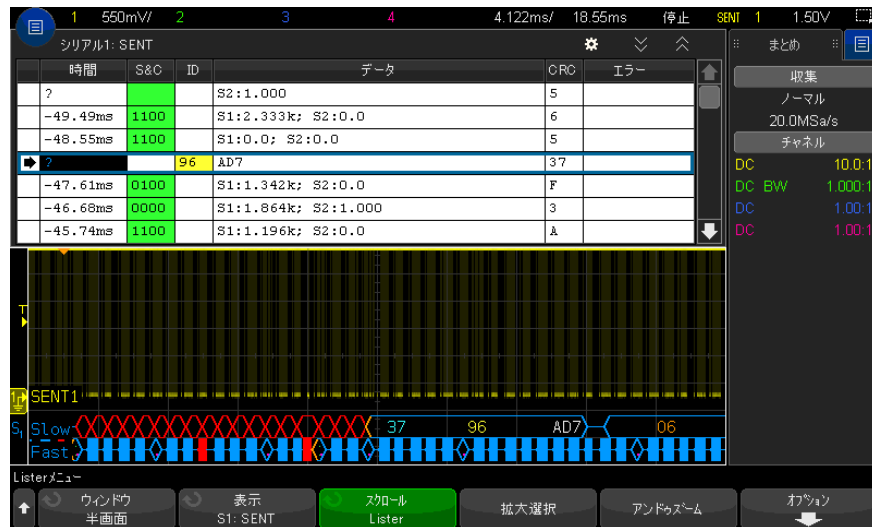 1 550mV/ 2 3 4 4.122ms/ 18.55ms 停止 SENT 1 1.50V
シリアル1: SENT
まとめ
時間 S&C ID データ CRC エラー
? S2:1.000 5
-49.49ms 1100 S1:2.333k; S2:0.0 6
-48.55ms 1100 S1:0.0; S2:0.0 5
? 96 AD7 37
-47.61ms 0100 S1:1.342k; S2:0.0 F
-46.68ms 0000 S1:1.864k; S2:1.000 3
-45.74ms 1100 S1:1.196k; S2:0.0 A
収集
ノーマル
20.0MSa/s
チャネル
DC 10.0:1
DC BW 1.000:1
DC 1.00:1
DC 1.00:1
T
SENT1
S1 Slow 37 96 AD7 06
Fast
Listerメニュー
ウィンドウ
半画面
表示
S1: SENT
スクロール
Lister
拡大選択
アンドゥズーム
オプション